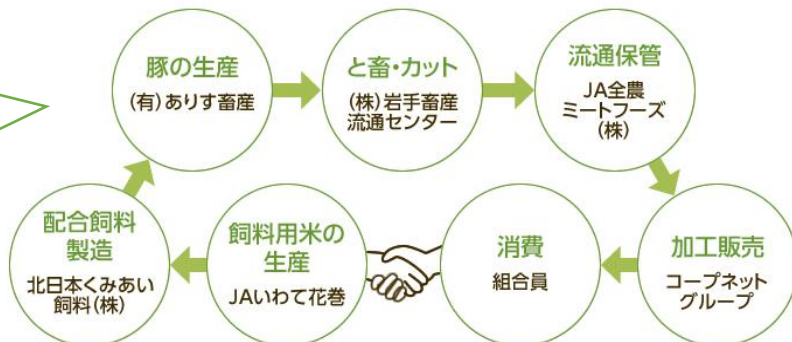 豚の生産
(有)ありす畜産
と畜・カット
(株)岩手畜産
流通センター
流通保管
JA全農
ミートフーズ
(株)
配合飼料
製造
北日本くみあい
飼料(株)
飼料用米の
生産
JAいわて花巻
消費
組合員
加工販売
コープネット
グループ